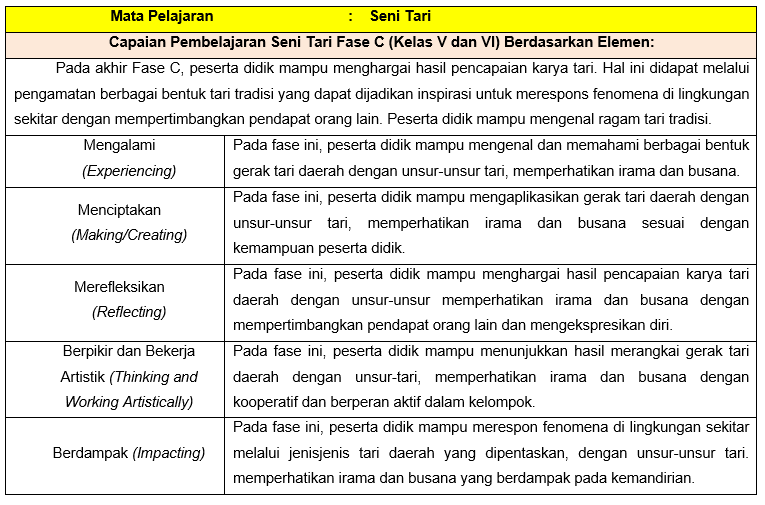 Mata Pelajaran : Seni Tari
Capaian Pembelajaran Seni Tari Fase C (Kelas V dan VI) Berdasarkan Elemen:
Pada akhir Fase C, peserta didik mampu menghargai hasil pencapaian karya tari. Hal ini didapat melalui
pengamatan berbagai bentuk tari tradisi yang dapat dijadikan inspirasi untuk merespons fenomena di lingkungan
sekitar dengan mempertimbangkan pendapat orang lain. Peserta didik mampu mengenal ragam tari tradisi.
Mengalami
(Experiencing)
Pada fase ini, peserta didik mampu mengenal dan memahami berbagai bentuk
gerak tari daerah dengan unsur-unsur tari, memperhatikan irama dan busana.
Menciptakan
(Making/Creating)
Pada fase ini, peserta didik mampu mengaplikasikan gerak tari daerah dengan
unsur-unsur tari, memperhatikan irama dan busana sesuai dengan
kemampuan peserta didik.
Merefleksikan
(Reflecting)
Pada fase ini, peserta didik mampu menghargai hasil pencapaian karya tari
daerah dengan unsur-unsur memperhatikan irama dan busana dengan
mempertimbangkan pendapat orang lain dan mengekspresikan diri.
Berpikir dan Bekerja
Artistik (Thinking and
Working Artistically)
Pada fase ini, peserta didik mampu menunjukkan hasil merangkai gerak tari
daerah dengan unsur-tari, memperhatikan irama dan busana dengan
kooperatif dan berperan aktif dalam kelompok.
Berdampak (Impacting)
Pada fase ini, peserta didik mampu merespon fenomena di lingkungan sekitar
melalui jenisjenis tari daerah yang dipentaskan, dengan unsur-unsur tari.
memperhatikan irama dan busana yang berdampak pada kemandirian.